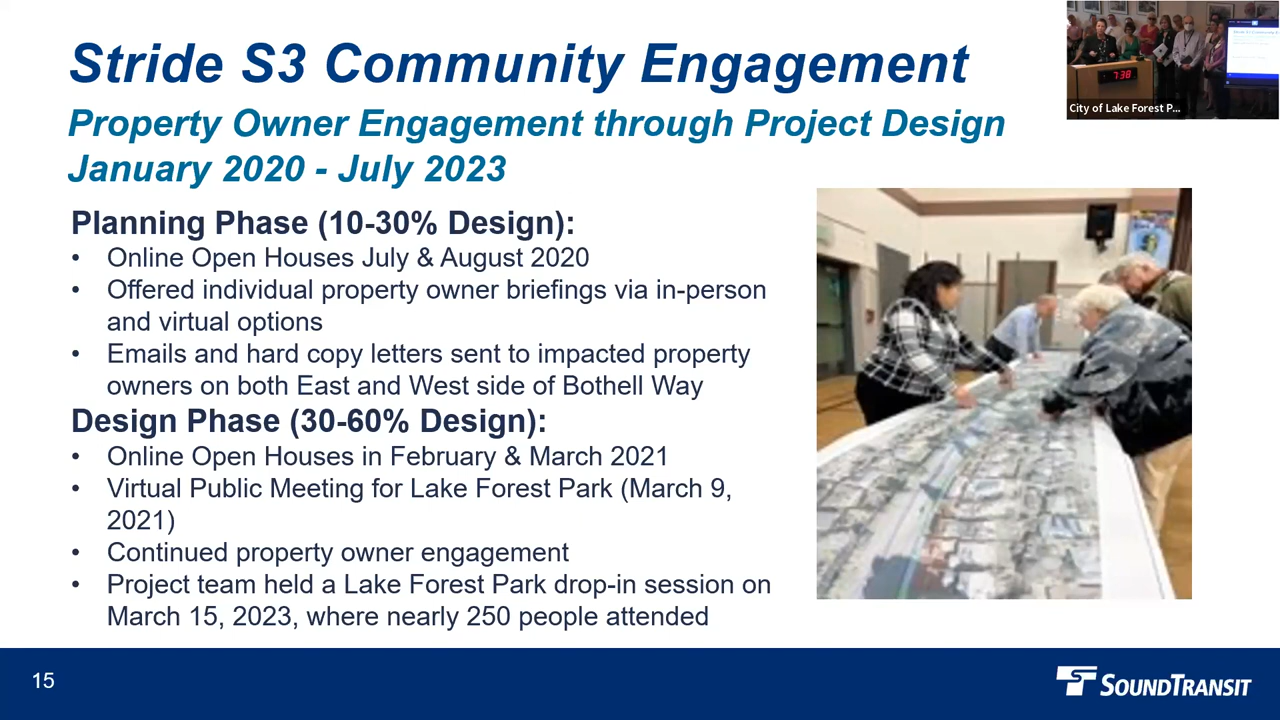 Stride S3 Community Engagement
Property Owner Engagement through Project Design
January 2020 - July 2023
7:38
City of Lake Forest P...
Planning Phase (10-30% Design):
• Online Open Houses July & August 2020
• Offered individual property owner briefings via in-person
and virtual options
• Emails and hard copy letters sent to impacted property
owners on both East and West side of Bothell Way
Design Phase (30-60% Design):
• Online Open Houses in February & March 2021
• Virtual Public Meeting for Lake Forest Park (March 9,
2021)
• Continued property owner engagement
• Project team held a Lake Forest Park drop-in session on
March 15, 2023, where nearly 250 people attended
15
SOUNDTRANSIT